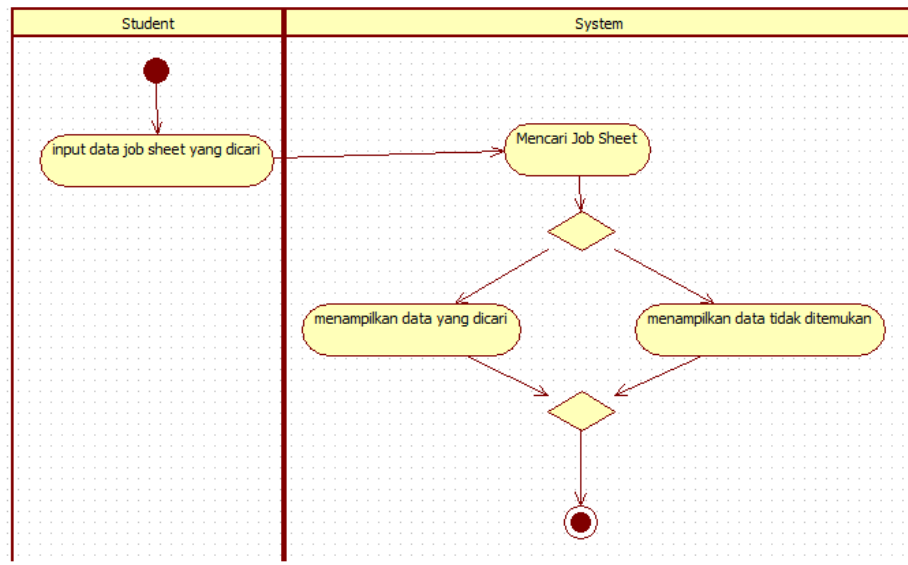 Student
System
input data job sheet yang dicari
Mencari Job Sheet
menampilkan data yang dicari
menampilkan data tidak ditemukan